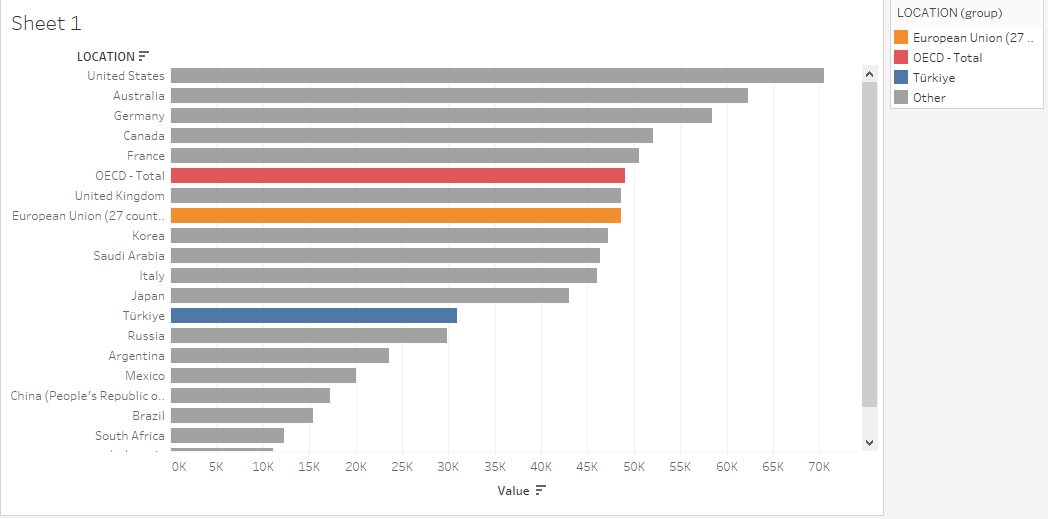 Sheet 1
LOCATION
United States
Australia
Germany
Canada
France
OECD - Total
United Kingdom
European Union (27 count..
Korea
Saudi Arabia
Italy
Japan
Türkiye
Russia
Argentina
Mexico
China (People's Republic o..
Brazil
South Africa
0K 5K 10K 15K 20K 25K 30K 35K 40K 45K 50K 55K 60K 65K 70K
Value
LOCATION (group)
European Union (27 ..
OECD - Total
Türkiye
Other